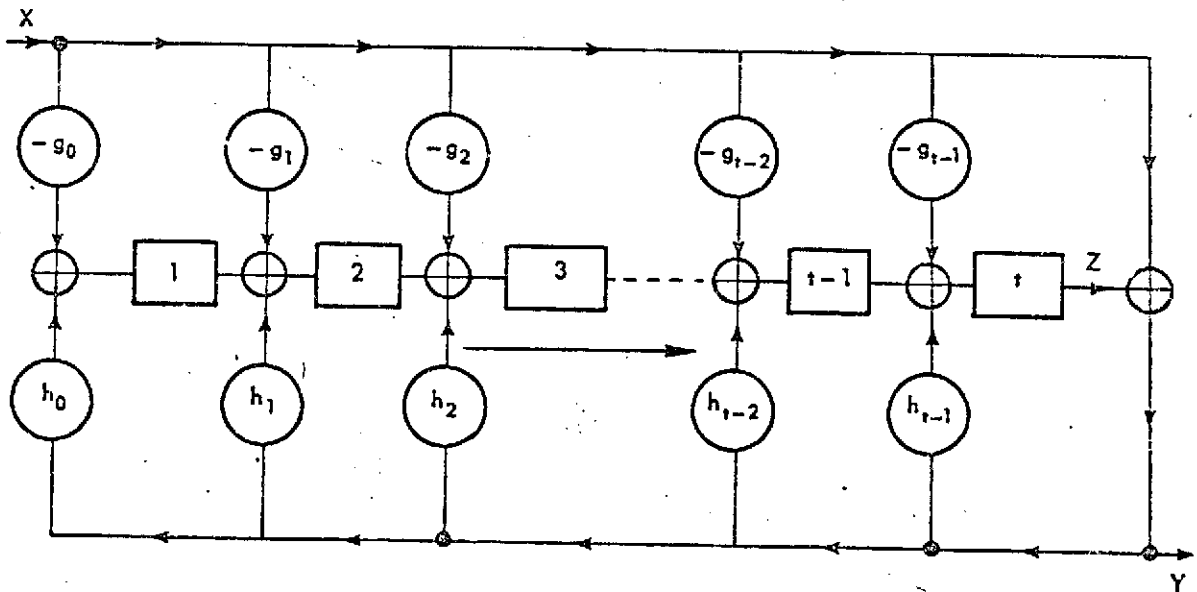 X
-g₀ -g₁ -g₂ -gₜ₋₂ -gₜ₋₁
1 2 3 t-1 t Z
h₀ h₁ h₂ hₜ₋₂ hₜ₋₁
Y